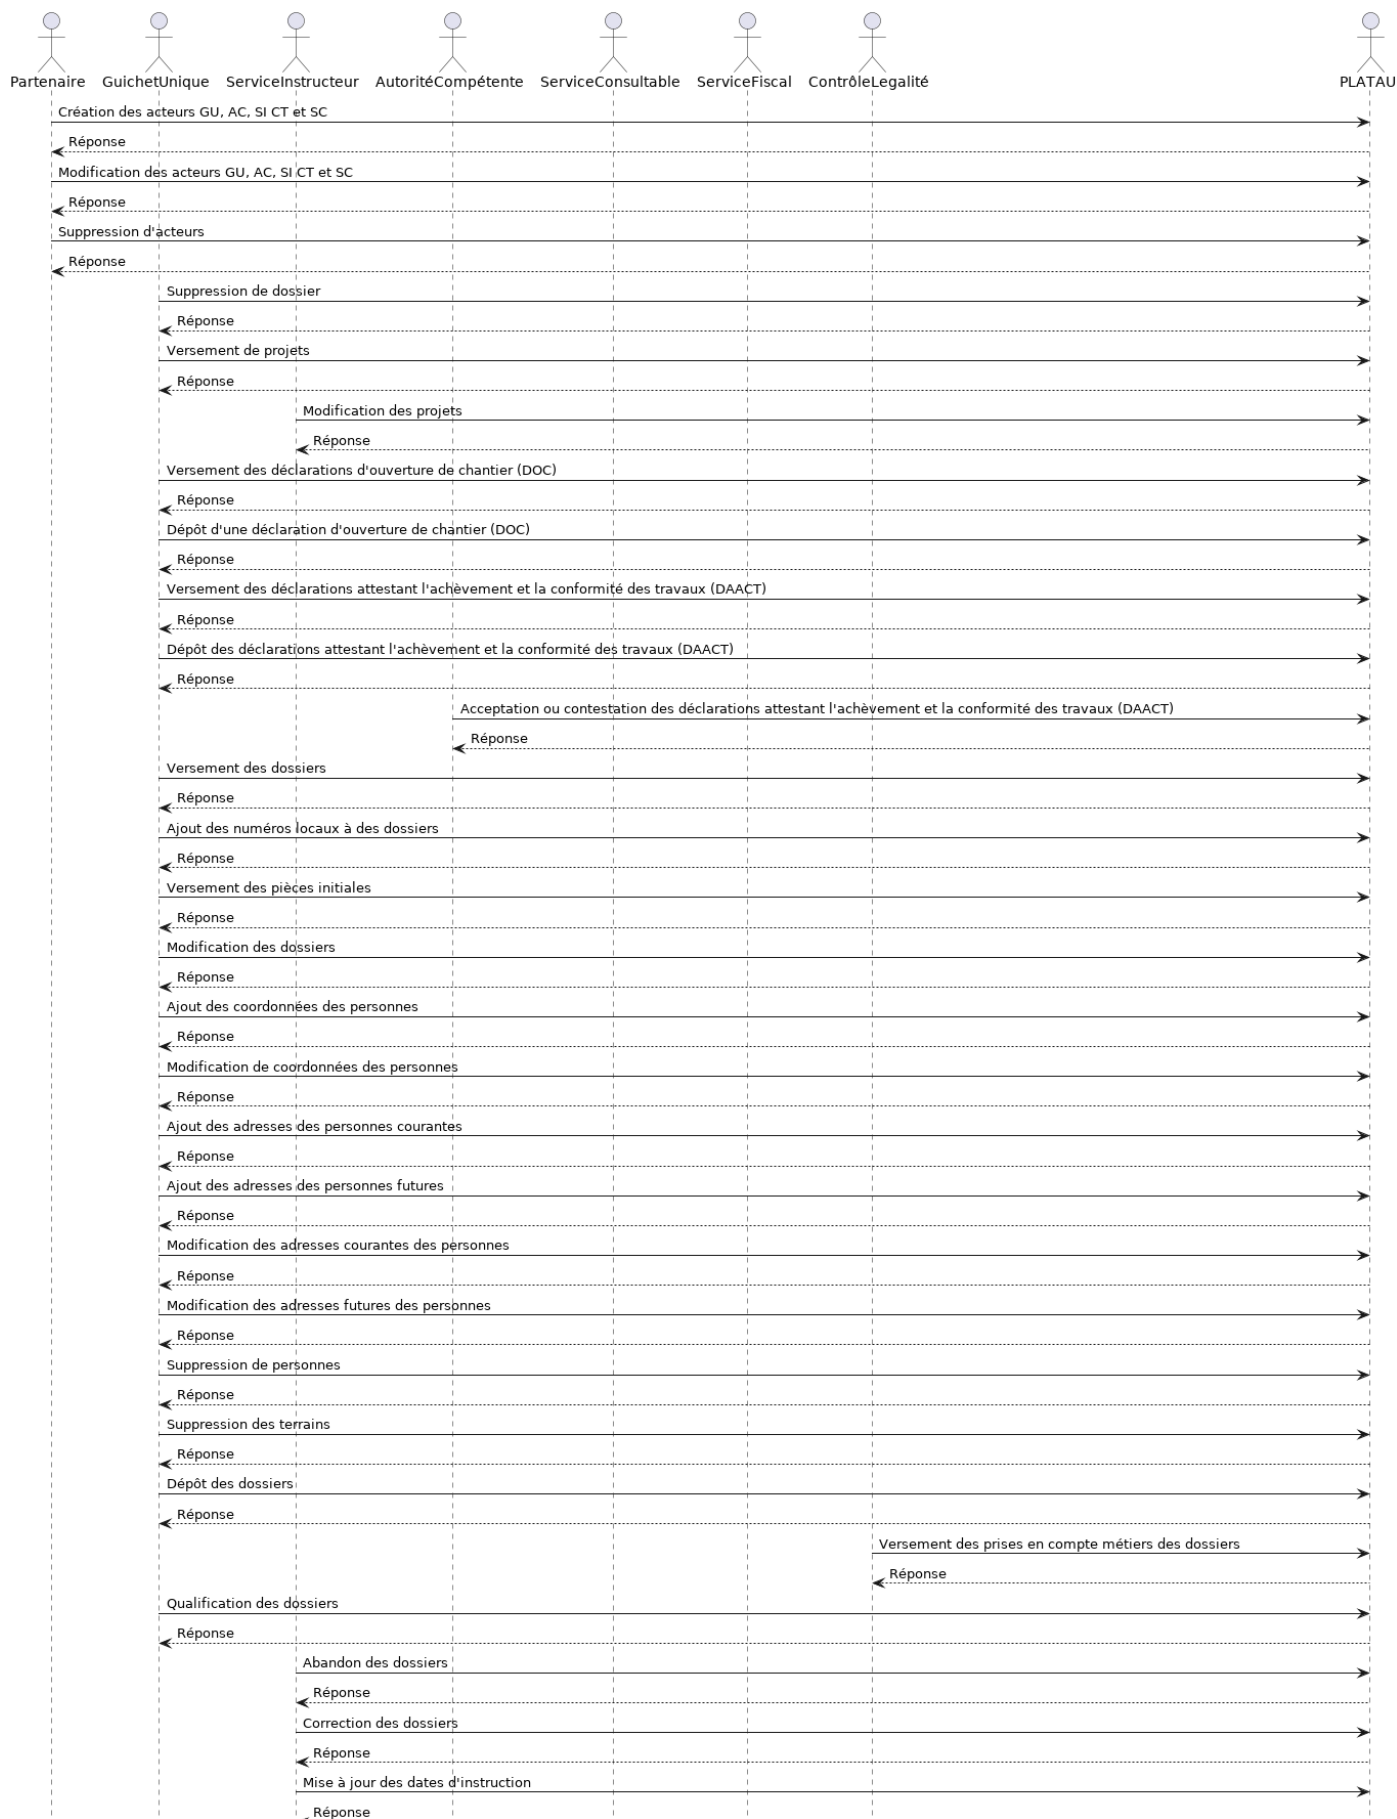 Partenaire GuichetUnique ServiceInstructeur AutoritéCompétente ServiceConsultable ServiceFiscal ContrôleLegalité PLATAU
Création des acteurs GU, AC, SI CT et SC
Réponse
Modification des acteurs GU, AC, SI CT et SC
Réponse
Suppression d'acteurs
Réponse
Suppression de dossier
Réponse
Versement de projets
Réponse
Modification des projets
Réponse
Versement des déclarations d'ouverture de chantier (DOC)
Réponse
Dépôt d'une déclaration d'ouverture de chantier (DOC)
Réponse
Versement des déclarations attestant l'achèvement et la conformité des travaux (DAACT)
Réponse
Dépôt des déclarations attestant l'achèvement et la conformité des travaux (DAACT)
Réponse
Acceptation ou contestation des déclarations attestant l'achèvement et la conformité des travaux (DAACT)
Réponse
Versement des dossiers
Réponse
Ajout des numéros locaux à des dossiers
Réponse
Versement des pièces initiales
Réponse
Modification des dossiers
Réponse
Ajout des coordonnées des personnes
Réponse
Modification de coordonnées des personnes
Réponse
Ajout des adresses des personnes courantes
Réponse
Ajout des adresses des personnes futures
Réponse
Modification des adresses courantes des personnes
Réponse
Modification des adresses futures des personnes
Réponse
Suppression de personnes
Réponse
Suppression des terrains
Réponse
Dépôt des dossiers
Réponse
Versement des prises en compte métiers des dossiers
Réponse
Qualification des dossiers
Réponse
Abandon des dossiers
Réponse
Correction des dossiers
Réponse
Mise à jour des dates d'instruction
Réponse